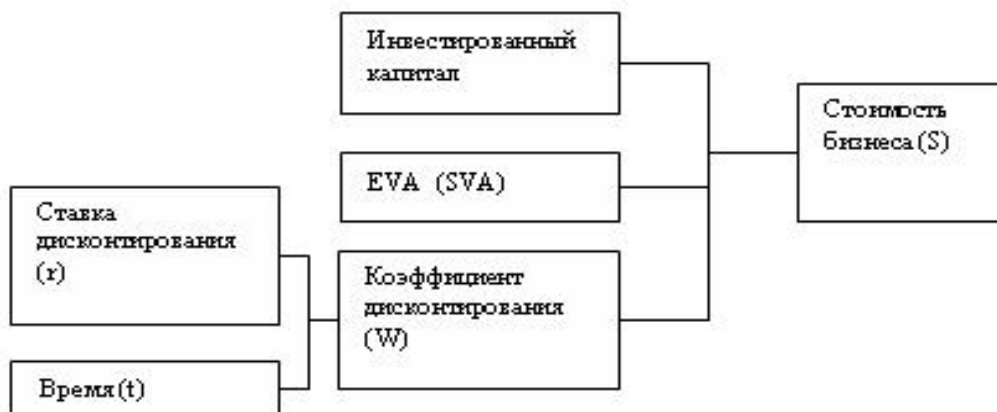 Инвестированный
капитал
Стоимость
бизнеса (S)
EVA (SVA)
Ставка
дисконтирования
(r)
Коэффициент
дисконтирования
(W)
Время (t)